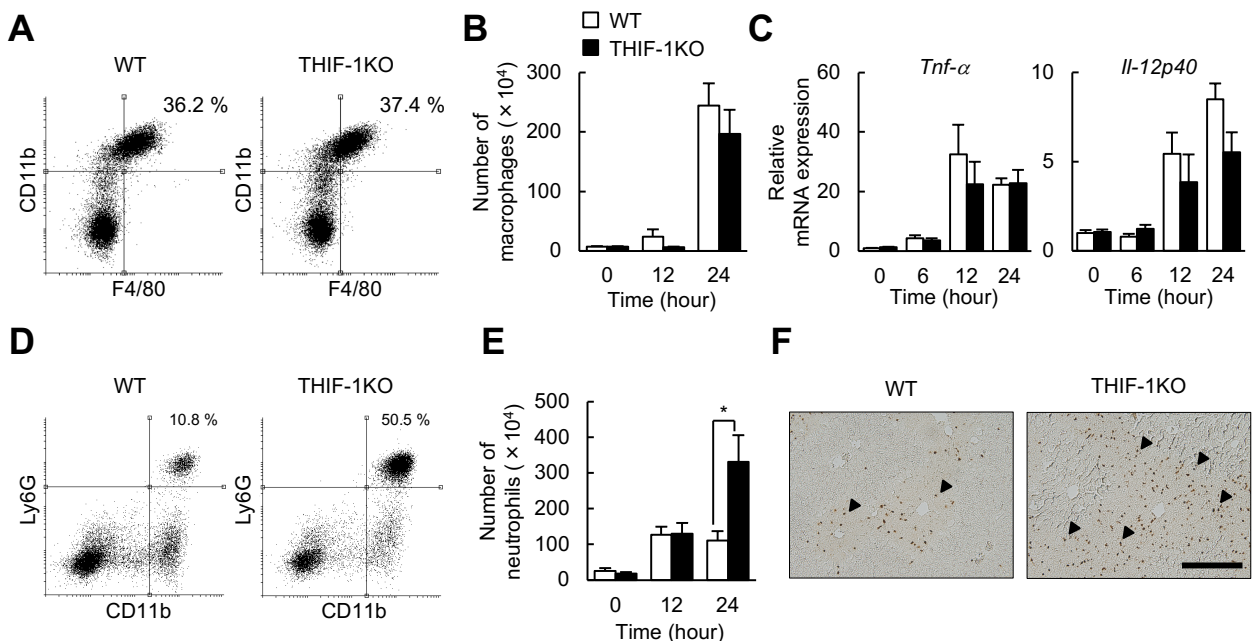 A
WT
THIF-1KO
36.2 %
37.4 %
CD11b
CD11b
F4/80
F4/80
B
WT
THIF-1KO
300
200
100
0
Number of
macrophages (×10⁴)
0 12 24
Time (hour)
C
Tnf-α
Il-12p40
60
40
20
0
Relative
mRNA expression
0 6 12 24
Time (hour)
10
5
0
0 6 12 24
Time (hour)
D
WT
THIF-1KO
10.8 %
50.5 %
Ly6G
Ly6G
CD11b
CD11b
E
500
400
300
200
100
0
Number of
neutrophils (×10⁴)
*
0 12 24
Time (hour)
F
WT
THIF-1KO